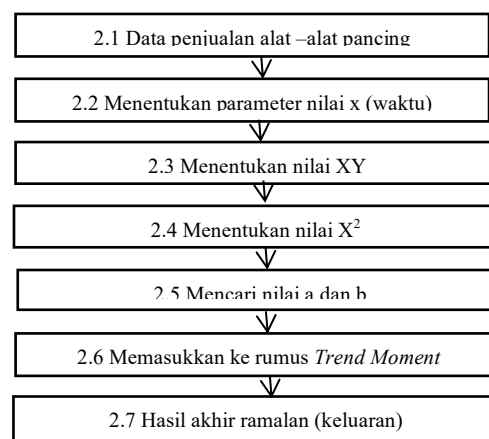 2.1 Data penjualan alat –alat pancing
2.2 Menentukan parameter nilai x (waktu)
2.3 Menentukan nilai XY
2.4 Menentukan nilai X²
2.5 Mencari nilai a dan b
2.6 Memasukkan ke rumus Trend Moment
2.7 Hasil akhir ramalan (keluaran)